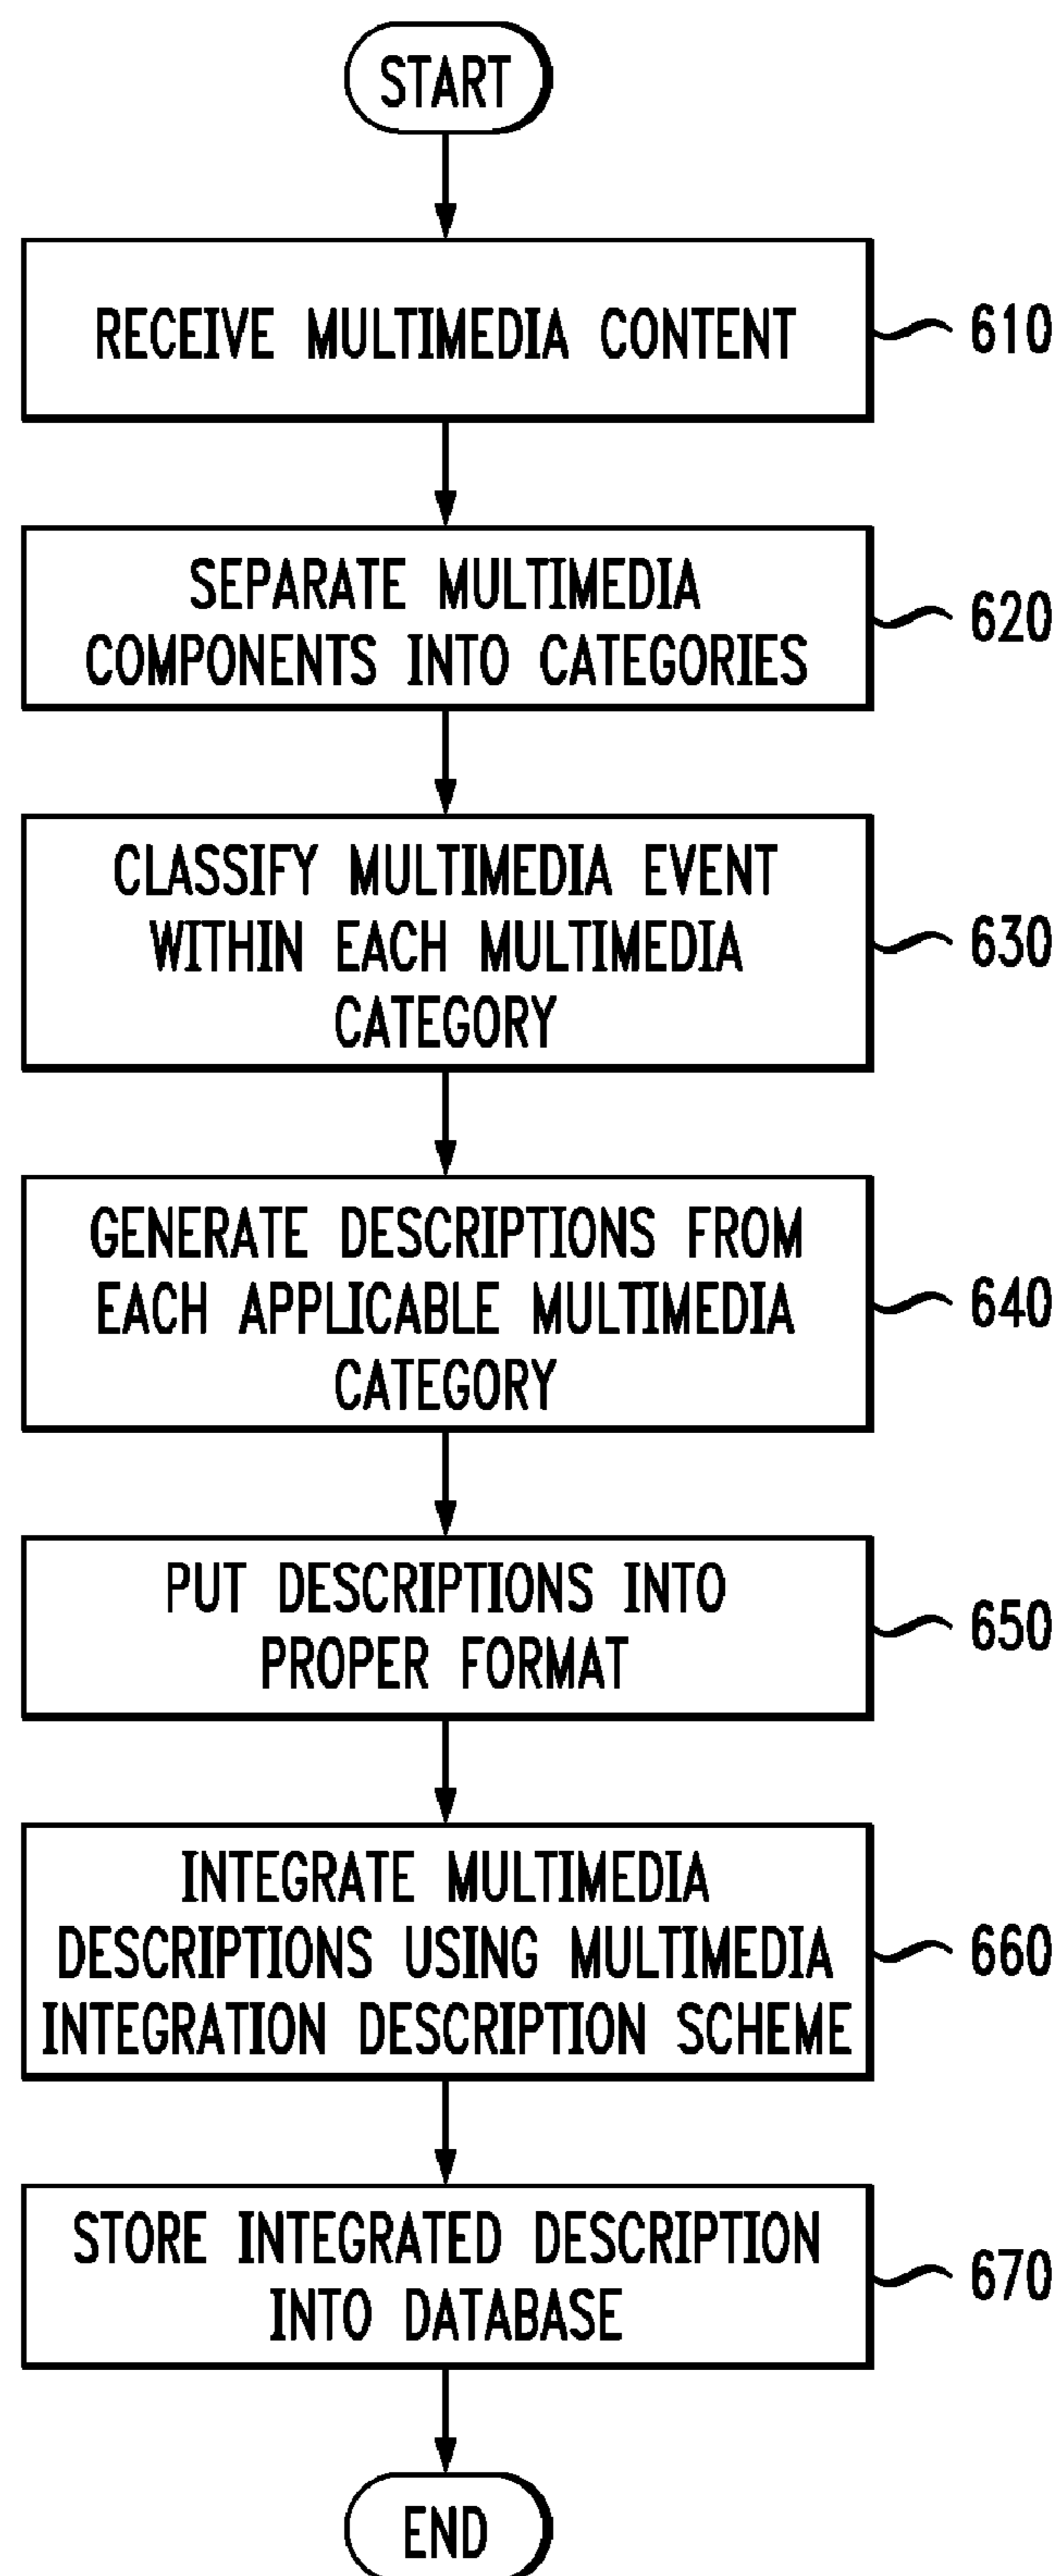 START
RECEIVE MULTIMEDIA CONTENT
610
SEPARATE MULTIMEDIA
COMPONENTS INTO CATEGORIES
620
CLASSIFY MULTIMEDIA EVENT
WITHIN EACH MULTIMEDIA
CATEGORY
630
GENERATE DESCRIPTIONS FROM
EACH APPLICABLE MULTIMEDIA
CATEGORY
640
PUT DESCRIPTIONS INTO
PROPER FORMAT
650
INTEGRATE MULTIMEDIA
DESCRIPTIONS USING MULTIMEDIA
INTEGRATION DESCRIPTION SCHEME
660
STORE INTEGRATED DESCRIPTION
INTO DATABASE
670
END